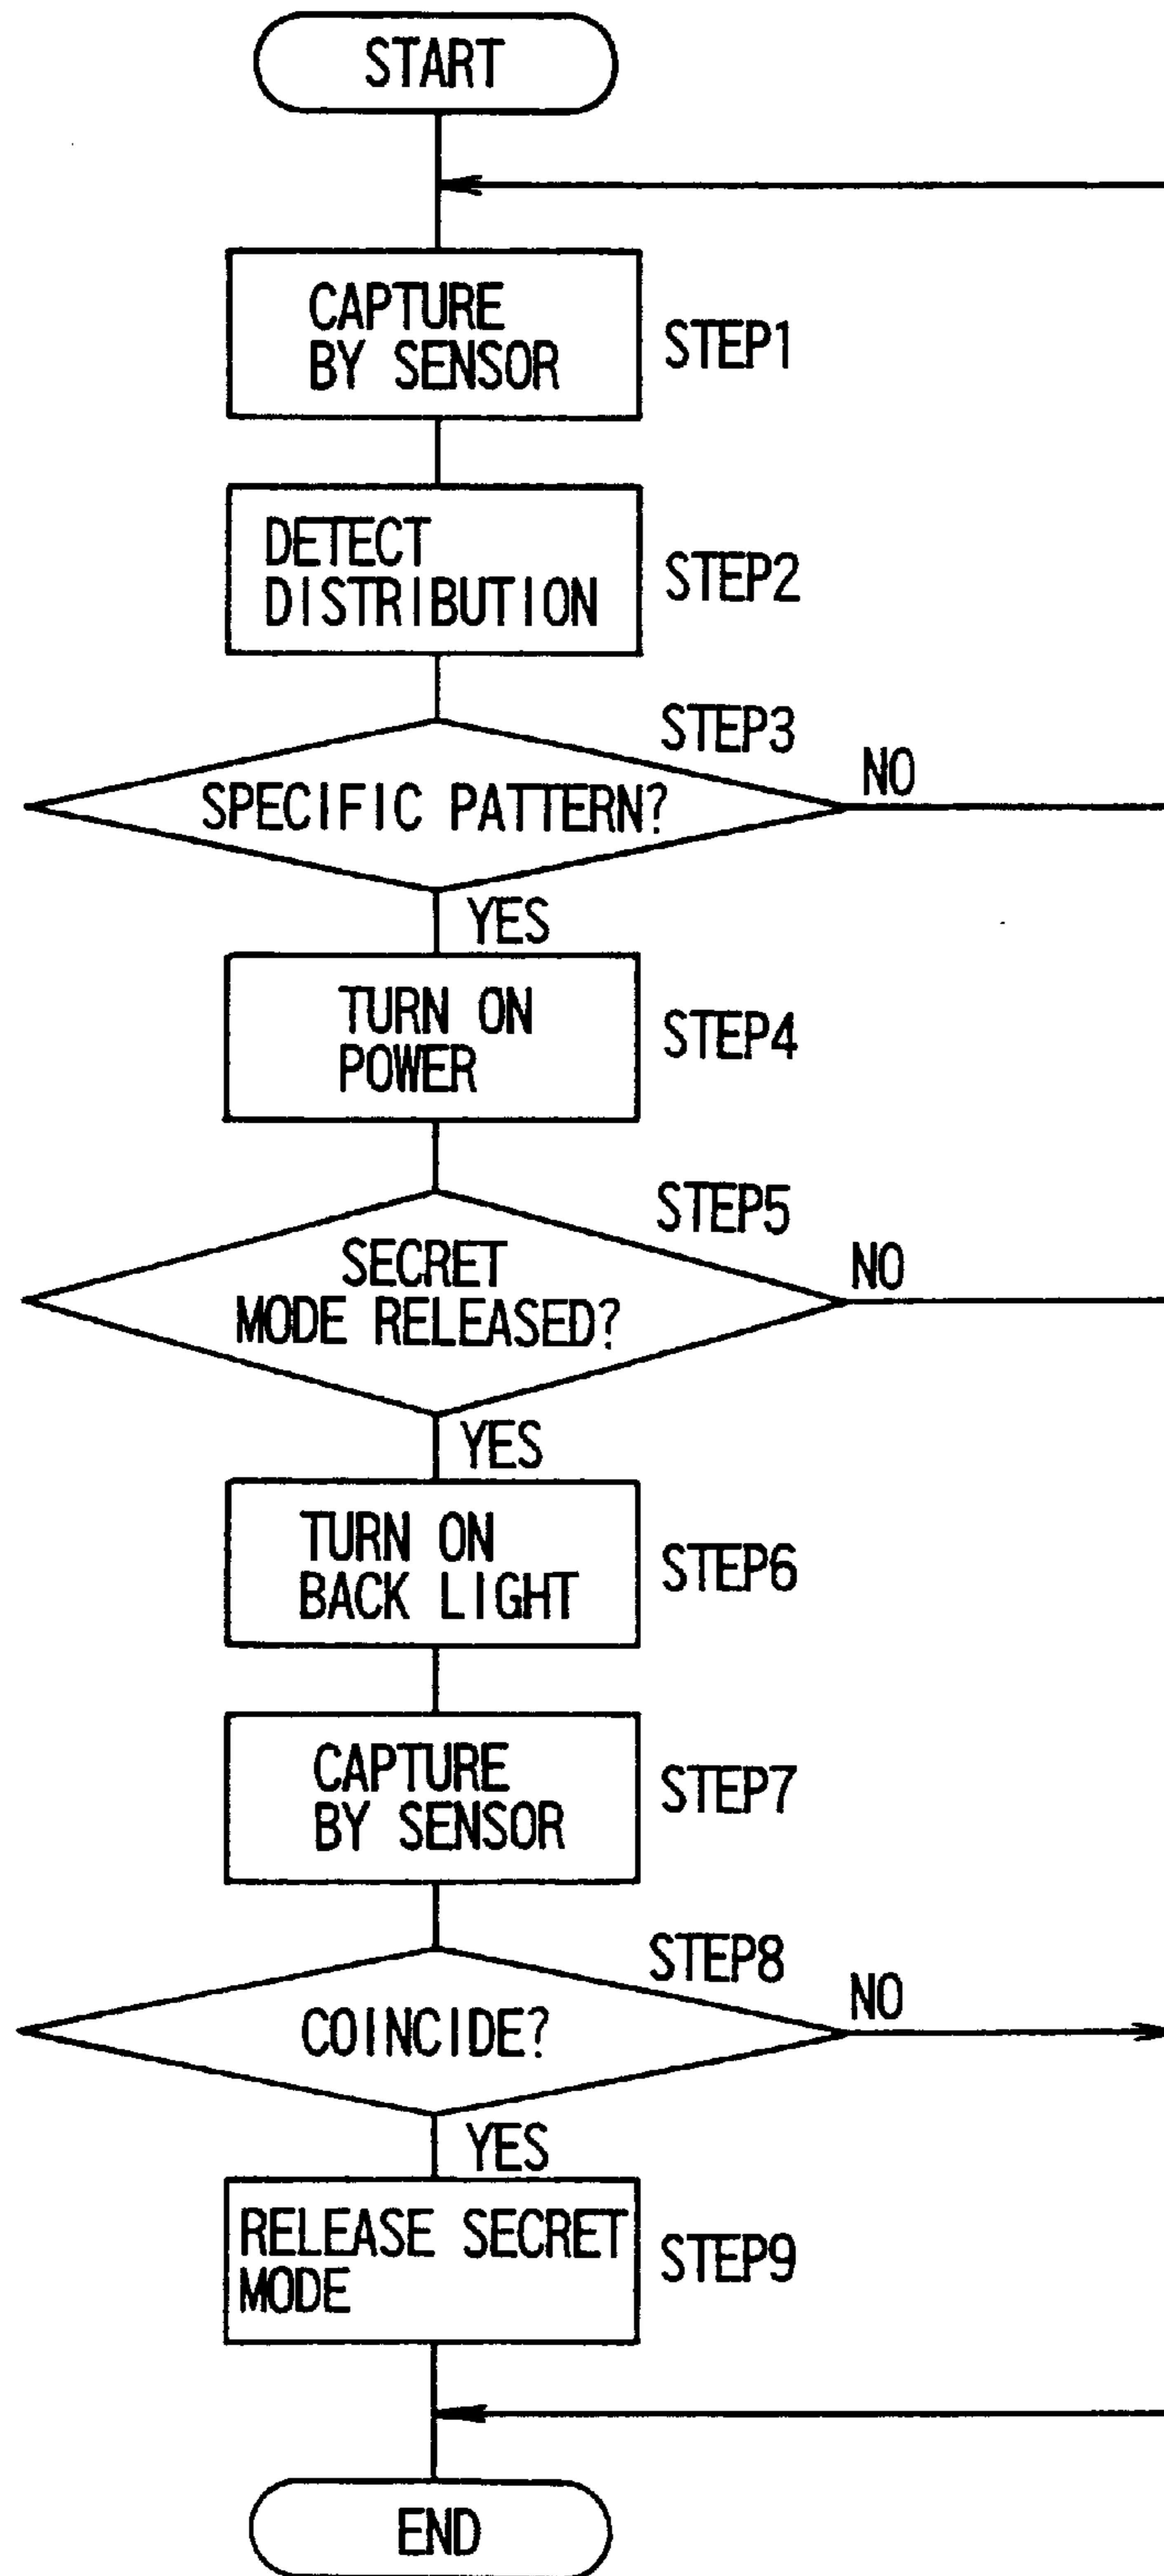 START
CAPTURE
BY SENSOR
STEP1
DETECT
DISTRIBUTION
STEP2
STEP3
SPECIFIC PATTERN?
NO
YES
TURN ON
POWER
STEP4
STEP5
SECRET
MODE RELEASED?
NO
YES
TURN ON
BACK LIGHT
STEP6
CAPTURE
BY SENSOR
STEP7
STEP8
COINCIDE?
NO
YES
RELEASE SECRET
MODE
STEP9
END